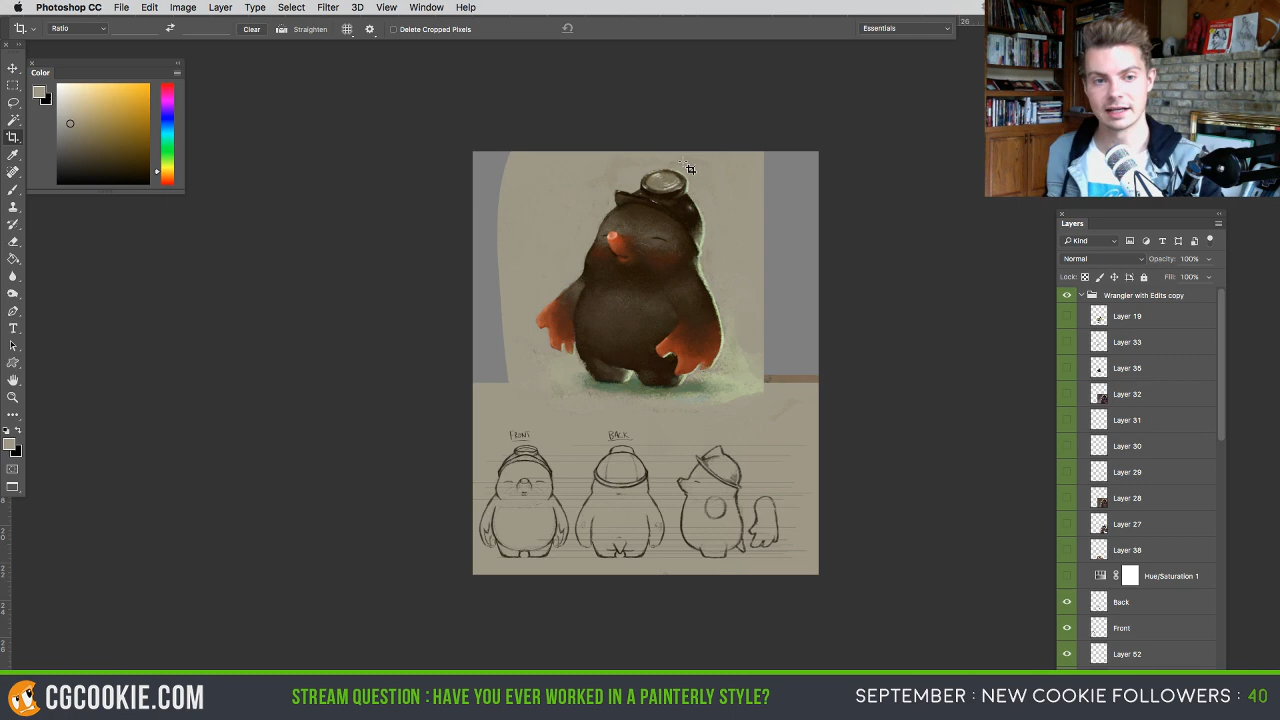 Photoshop CC File Edit Image Layer Type Select Filter 3D View Window Help
Ratio Clear Straighten Delete Cropped Pixels Essentials
26
Color
Layers
Kind
Normal Opacity: 100%
Lock: Fill: 100%
Wrangler with Edits copy
Layer 19
Layer 33
Layer 35
Layer 32
Layer 31
Layer 30
Layer 29
Layer 28
Layer 27
Layer 38
Hue/Saturation 1
Back
Front
Layer 52
FRONT BACK
CGCOOKIE.COM STREAM QUESTION : HAVE YOU EVER WORKED IN A PAINTERLY STYLE? SEPTEMBER : NEW COOKIE FOLLOWERS : 40